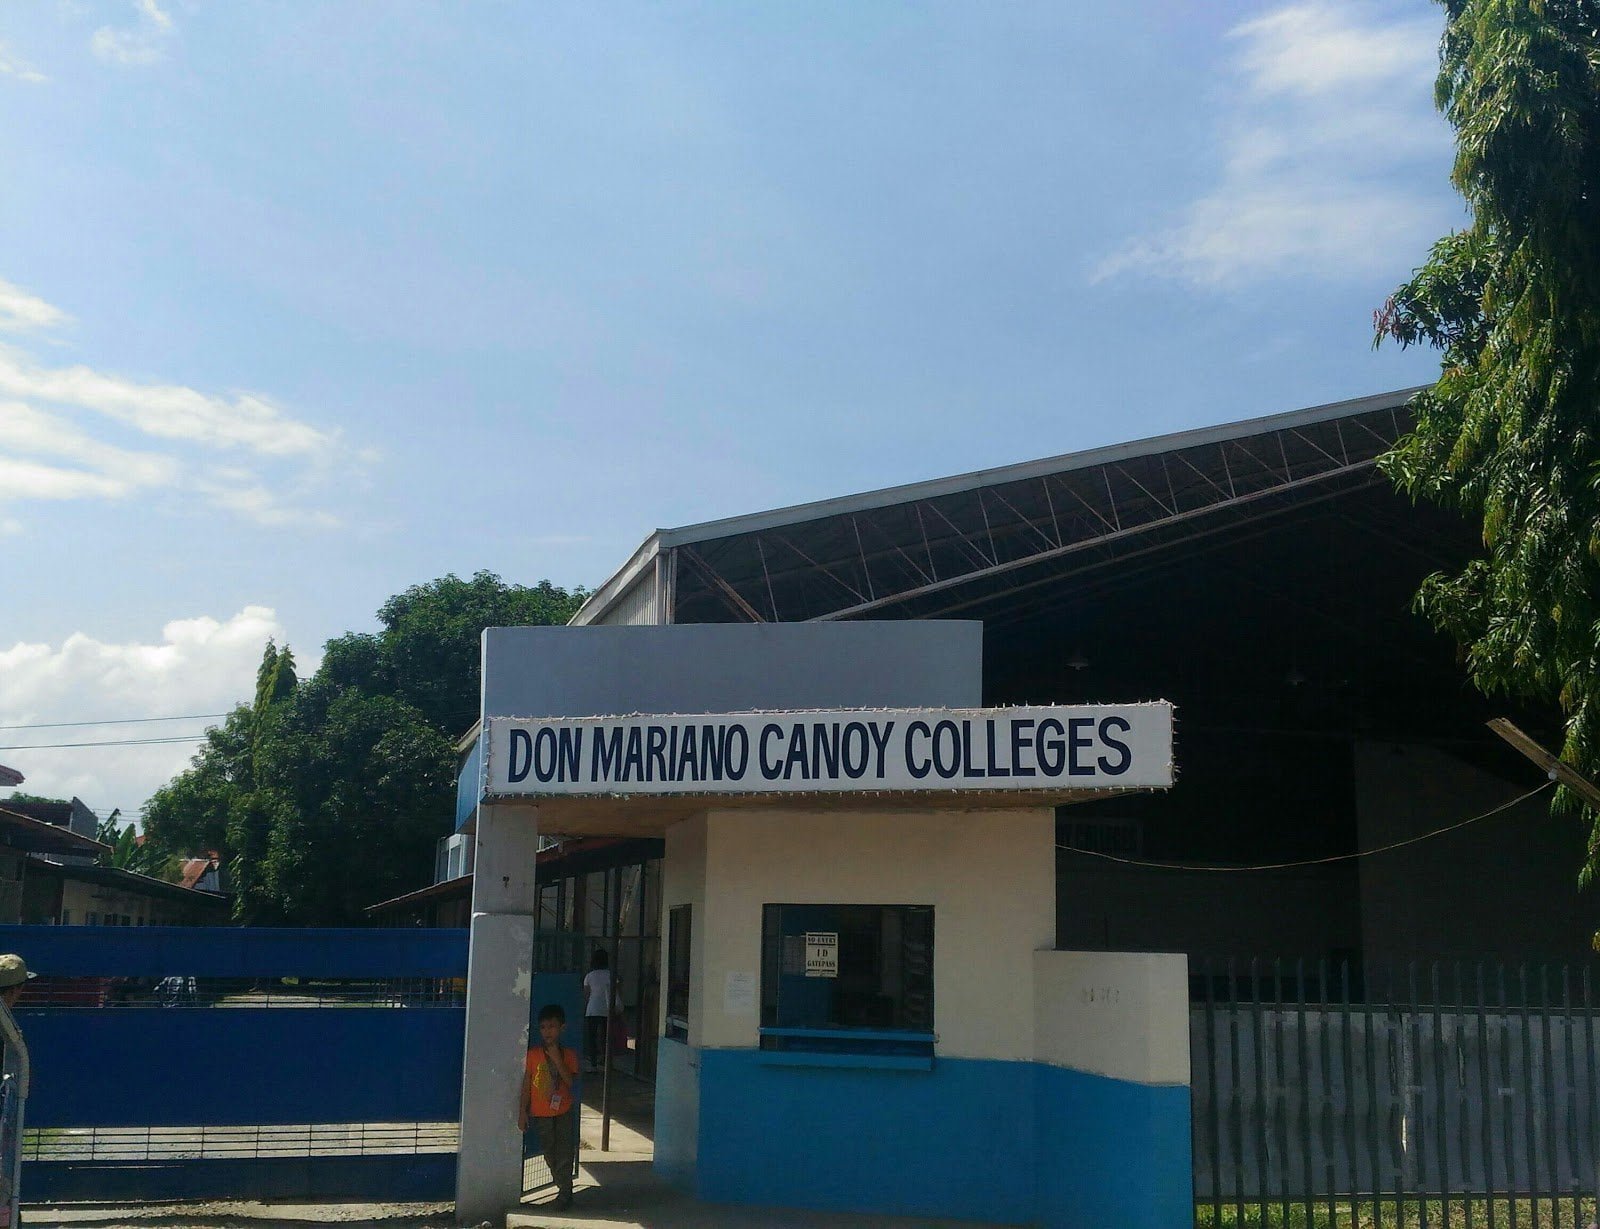 DON MARIANO CANOY COLLEGES
NO ENTRY
I D
GATEPASS